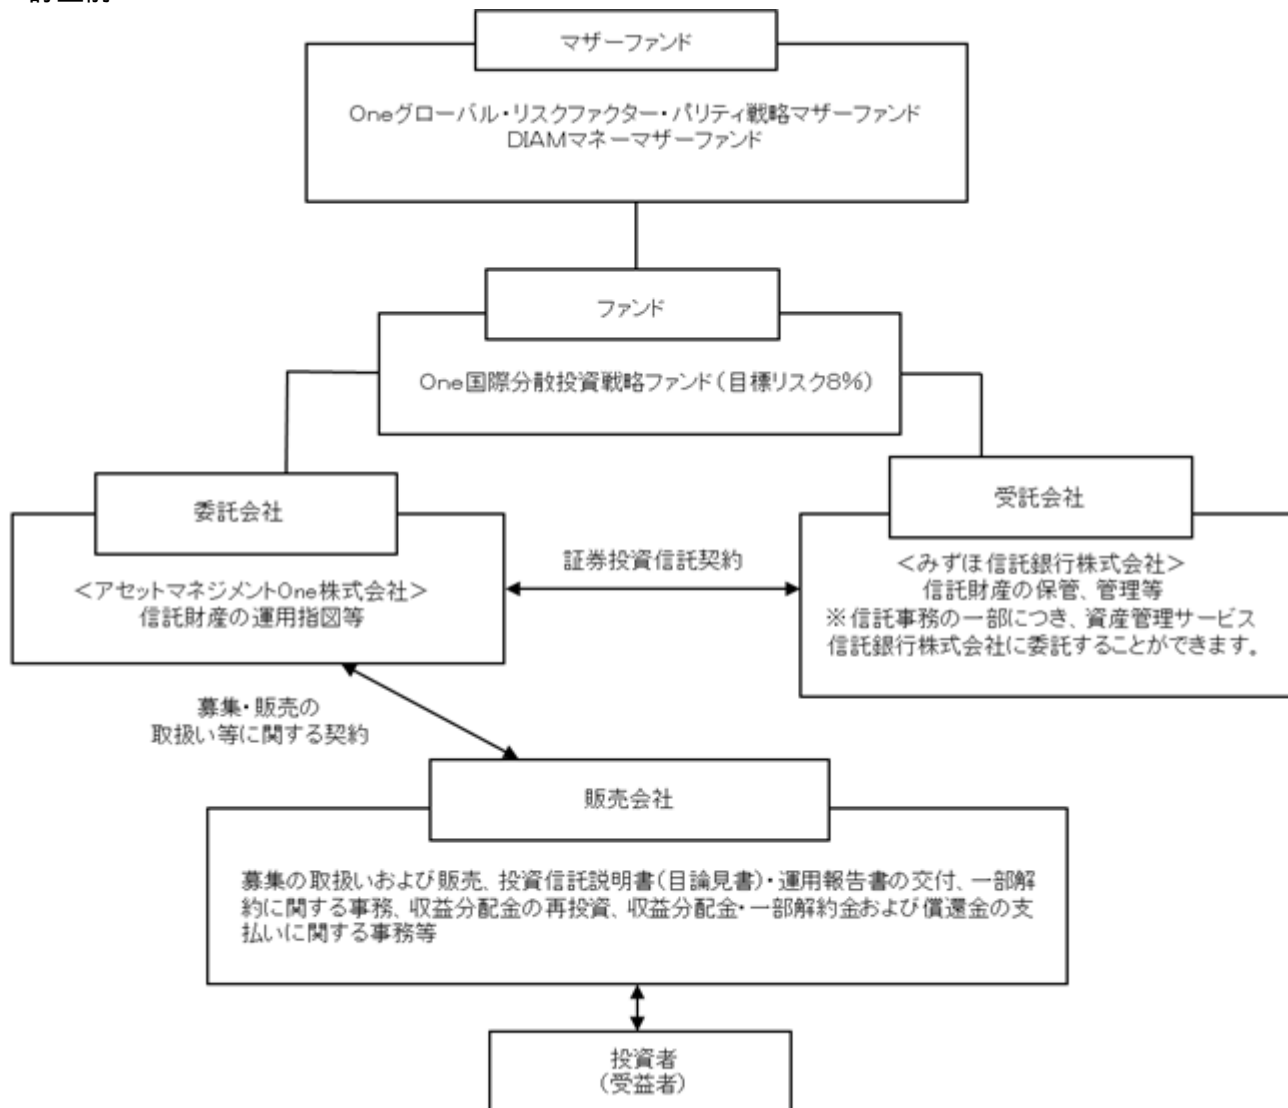 マザーファンド
Oneグローバル・リスクファクター・パリティ戦略マザーファンド
DIAMマネーマザーファンド
ファンド
One国際分散投資戦略ファンド(目標リスク8%)
委託会社
<アセットマネジメントOne株式会社>
信託財産の運用指図等
証券投資信託契約
受託会社
<みずほ信託銀行株式会社>
信託財産の保管、管理等
※信託事務の一部につき、資産管理サービス
信託銀行株式会社に委託することができます。
募集・販売の
取扱い等に関する契約
販売会社
募集の取扱いおよび販売、投資信託説明書(目論見書)・運用報告書の交付、一部解
約に関する事務、収益分配金の再投資、収益分配金・一部解約金および償還金の支
払いに関する事務等
投資者
(受益者)